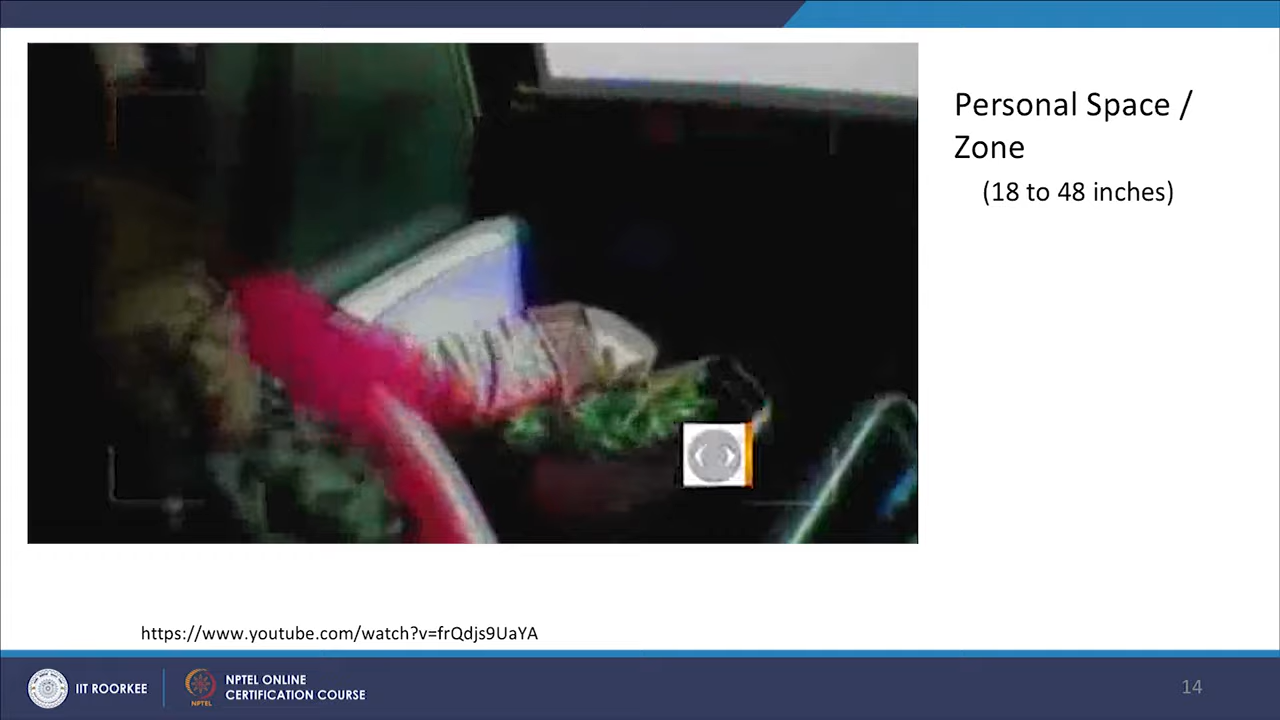 Personal Space /
Zone
(18 to 48 inches)
https://www.youtube.com/watch?v=frQdjs9UaYA
IIT ROORKEE
NPTEL
NPTEL ONLINE
CERTIFICATION COURSE
14